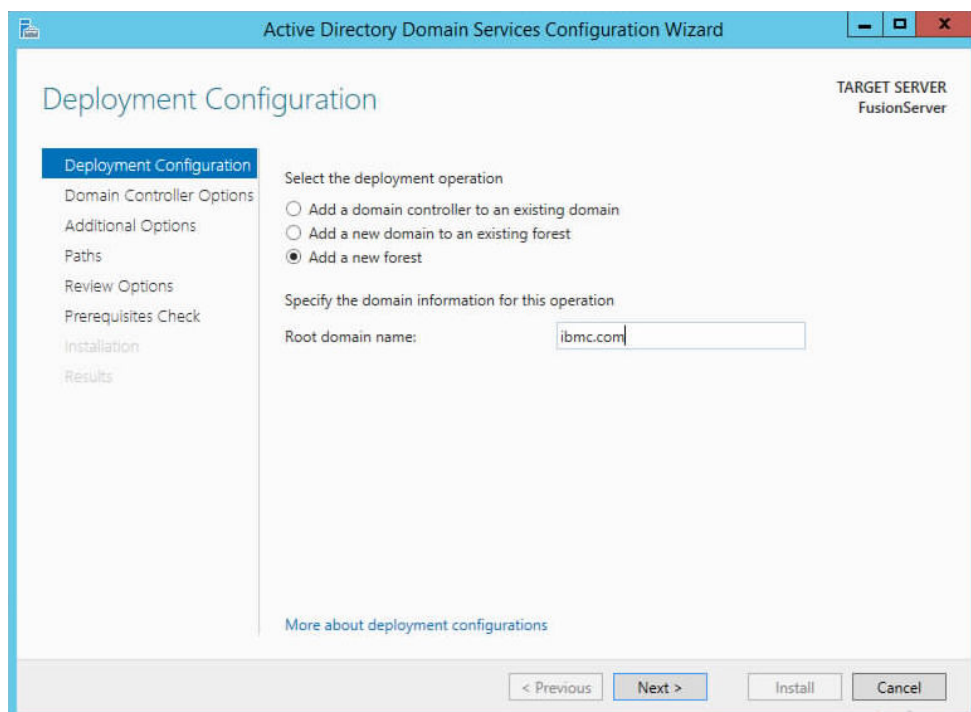 Active Directory Domain Services Configuration Wizard
Deployment Configuration
TARGET SERVER
FusionServer
Deployment Configuration
Domain Controller Options
Additional Options
Paths
Review Options
Prerequisites Check
Installation
Results
Select the deployment operation
Add a domain controller to an existing domain
Add a new domain to an existing forest
Add a new forest
Specify the domain information for this operation
Root domain name: ibmc.com
More about deployment configurations
< Previous Next > Install Cancel